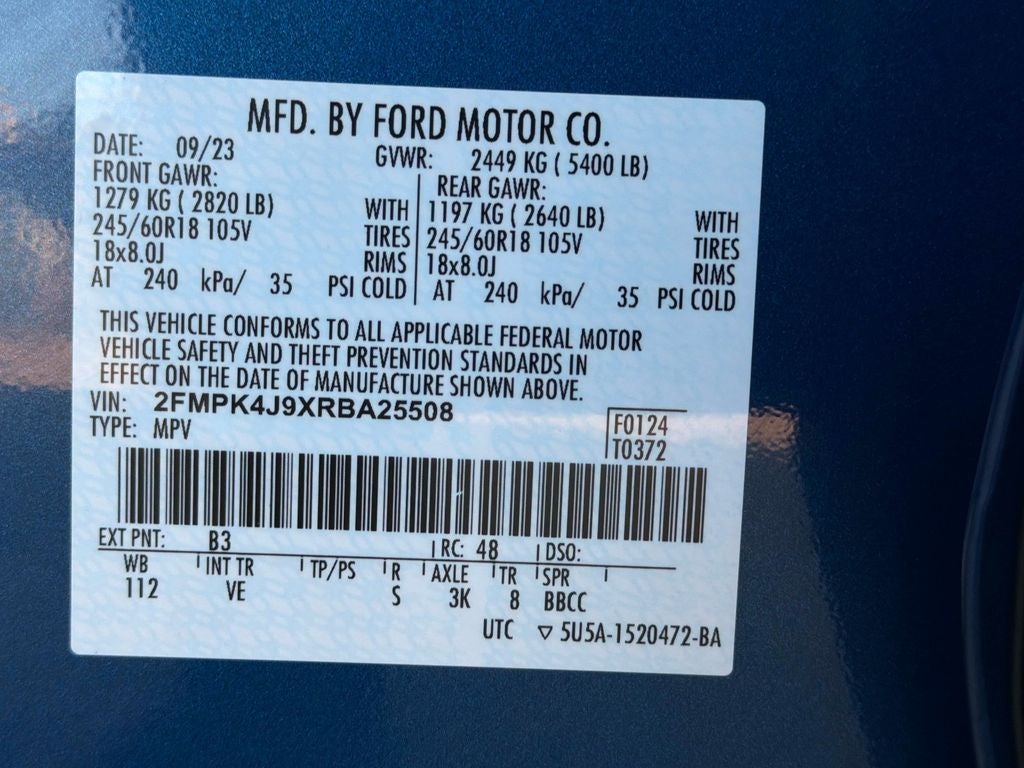 MFD. BY FORD MOTOR CO.
DATE: 09/23 GVWR: 2449 KG ( 5400 LB)
FRONT GAWR: REAR GAWR:
1279 KG ( 2820 LB) WITH 1197 KG ( 2640 LB) WITH
245/60R18 105V TIRES 245/60R18 105V TIRES
18x8.0J RIMS 18x8.0J RIMS
AT 240 kPa/ 35 PSI COLD AT 240 kPa/ 35 PSI COLD
THIS VEHICLE CONFORMS TO ALL APPLICABLE FEDERAL MOTOR
VEHICLE SAFETY AND THEFT PREVENTION STANDARDS IN
EFFECT ON THE DATE OF MANUFACTURE SHOWN ABOVE.
VIN: 2FMPK4J9XRBA25508 F0124
TYPE: MPV T0372
EXT PNT: B3 RC: 48 DSO:
WB INT TR TP/PS R AXLE TR SPR
112 VE S 3K 8 BBCC
UTC ▽ 5U5A-1520472-BA